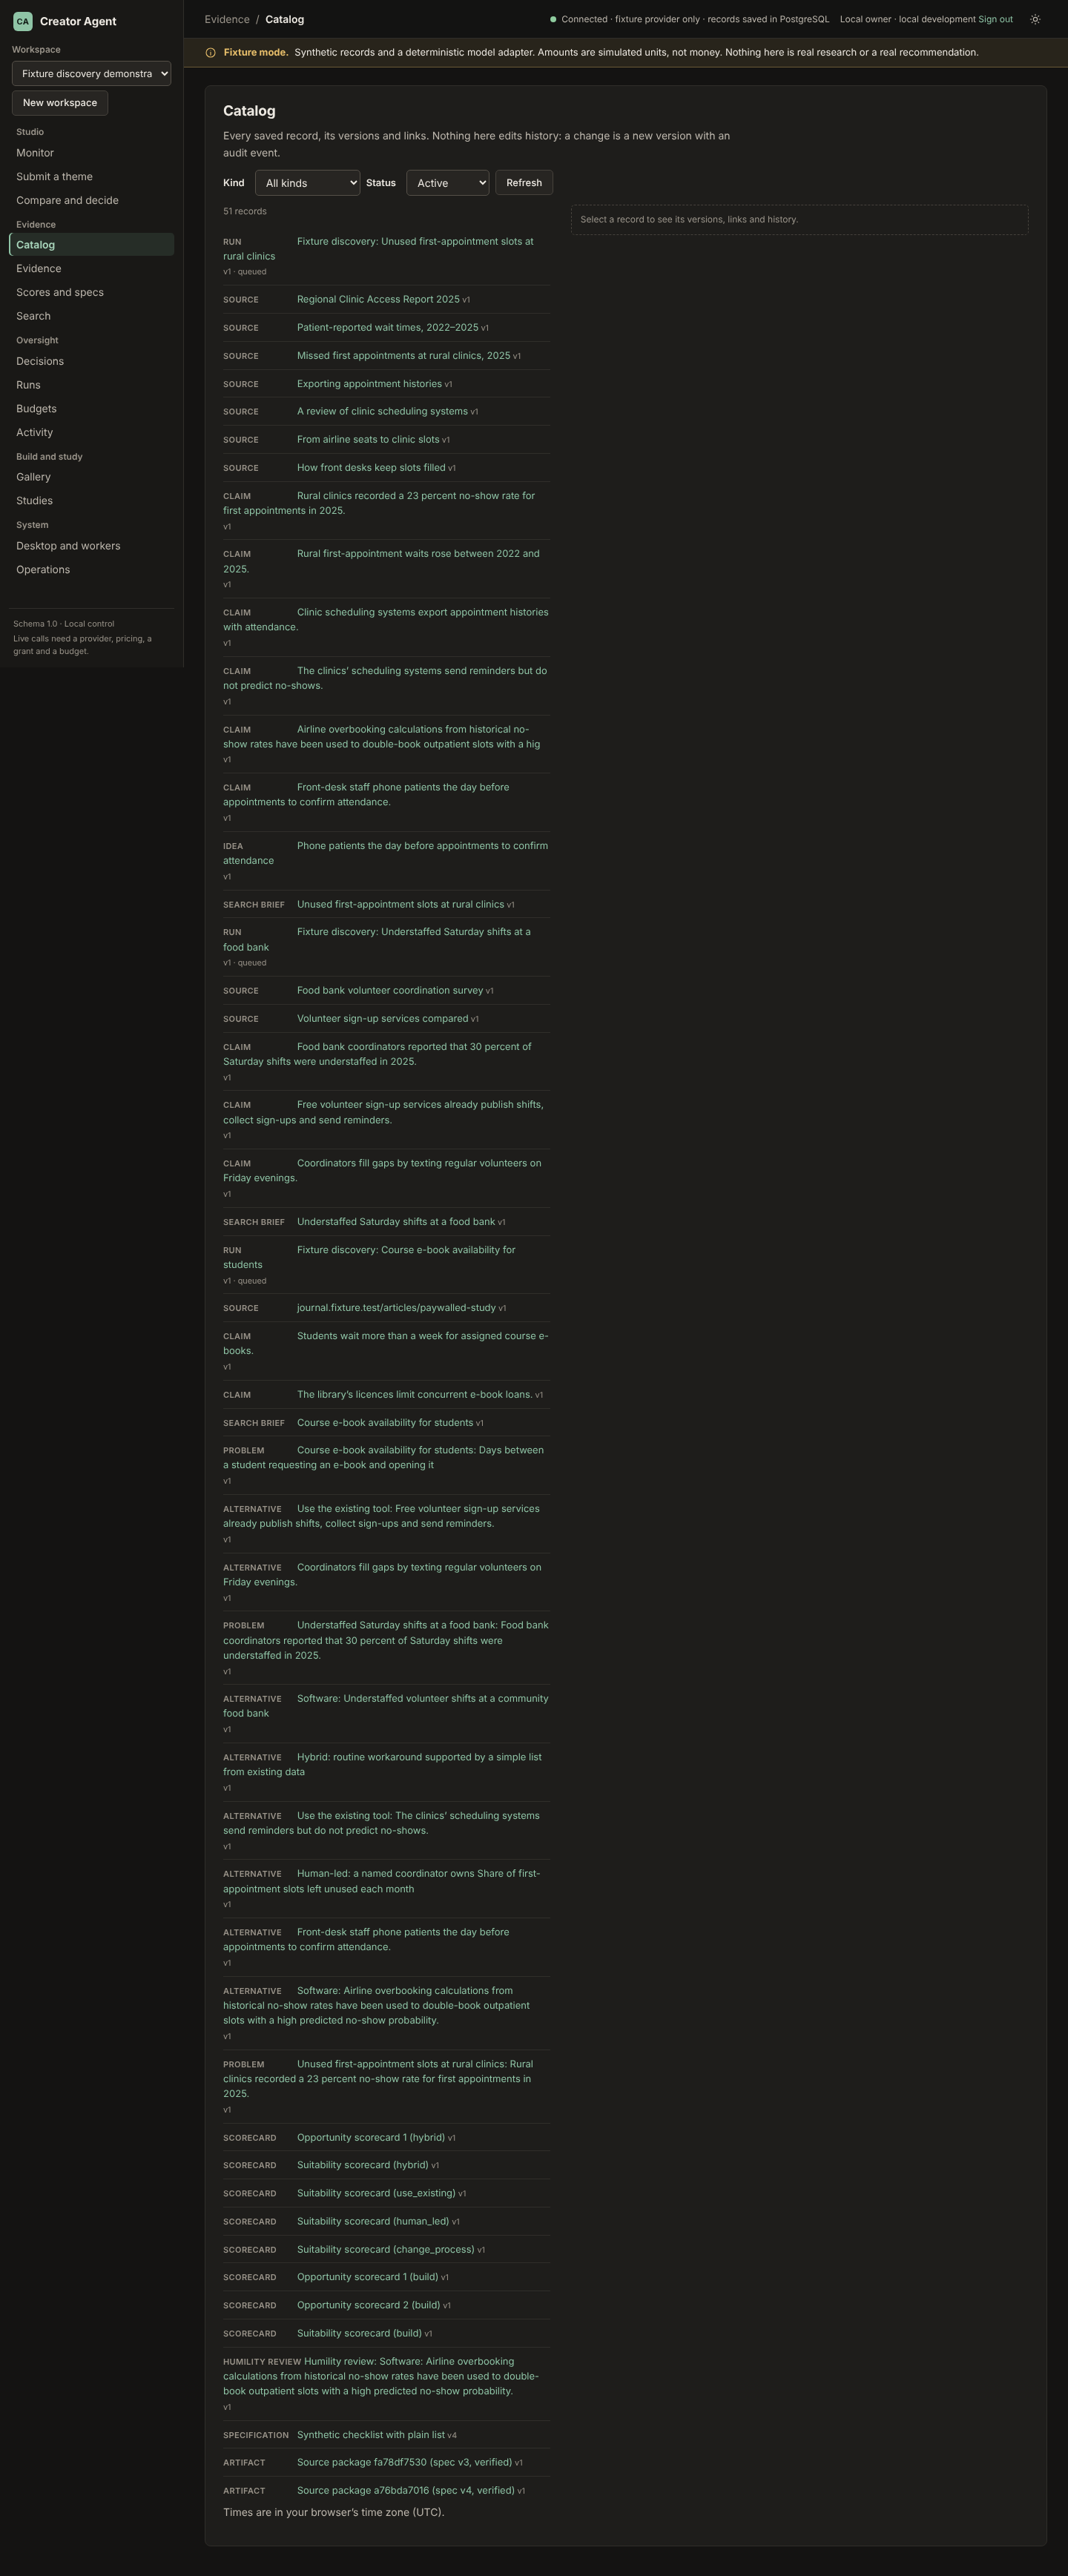 CA Creator Agent
Workspace
Fixture discovery demonstra
New workspace
Studio
Monitor
Submit a theme
Compare and decide
Evidence
Catalog
Evidence
Scores and specs
Search
Oversight
Decisions
Runs
Budgets
Activity
Build and study
Gallery
Studies
System
Desktop and workers
Operations
Schema 1.0 · Local control
Live calls need a provider, pricing, a
grant and a budget.
Evidence / Catalog
Connected · fixture provider only · records saved in PostgreSQL Local owner · local development Sign out
Fixture mode. Synthetic records and a deterministic model adapter. Amounts are simulated units, not money. Nothing here is real research or a real recommendation.
Catalog
Every saved record, its versions and links. Nothing here edits history: a change is a new version with an
audit event.
Kind All kinds Status Active Refresh
51 records
Select a record to see its versions, links and history.
RUN Fixture discovery: Unused first-appointment slots at
rural clinics
v1 · queued
SOURCE Regional Clinic Access Report 2025 v1
SOURCE Patient-reported wait times, 2022–2025 v1
SOURCE Missed first appointments at rural clinics, 2025 v1
SOURCE Exporting appointment histories v1
SOURCE A review of clinic scheduling systems v1
SOURCE From airline seats to clinic slots v1
SOURCE How front desks keep slots filled v1
CLAIM Rural clinics recorded a 23 percent no-show rate for
first appointments in 2025.
v1
CLAIM Rural first-appointment waits rose between 2022 and
2025.
v1
CLAIM Clinic scheduling systems export appointment histories
with attendance.
v1
CLAIM The clinics’ scheduling systems send reminders but do
not predict no-shows.
v1
CLAIM Airline overbooking calculations from historical no-
show rates have been used to double-book outpatient slots with a hig
v1
CLAIM Front-desk staff phone patients the day before
appointments to confirm attendance.
v1
IDEA Phone patients the day before appointments to confirm
attendance
v1
SEARCH BRIEF Unused first-appointment slots at rural clinics v1
RUN Fixture discovery: Understaffed Saturday shifts at a
food bank
v1 · queued
SOURCE Food bank volunteer coordination survey v1
SOURCE Volunteer sign-up services compared v1
CLAIM Food bank coordinators reported that 30 percent of
Saturday shifts were understaffed in 2025.
v1
CLAIM Free volunteer sign-up services already publish shifts,
collect sign-ups and send reminders.
v1
CLAIM Coordinators fill gaps by texting regular volunteers on
Friday evenings.
v1
SEARCH BRIEF Understaffed Saturday shifts at a food bank v1
RUN Fixture discovery: Course e-book availability for
students
v1 · queued
SOURCE journal.fixture.test/articles/paywalled-study v1
CLAIM Students wait more than a week for assigned course e-
books.
v1
CLAIM The library’s licences limit concurrent e-book loans. v1
SEARCH BRIEF Course e-book availability for students v1
PROBLEM Course e-book availability for students: Days between
a student requesting an e-book and opening it
v1
ALTERNATIVE Use the existing tool: Free volunteer sign-up services
already publish shifts, collect sign-ups and send reminders.
v1
ALTERNATIVE Coordinators fill gaps by texting regular volunteers on
Friday evenings.
v1
PROBLEM Understaffed Saturday shifts at a food bank: Food bank
coordinators reported that 30 percent of Saturday shifts were
understaffed in 2025.
v1
ALTERNATIVE Software: Understaffed volunteer shifts at a community
food bank
v1
ALTERNATIVE Hybrid: routine workaround supported by a simple list
from existing data
v1
ALTERNATIVE Use the existing tool: The clinics’ scheduling systems
send reminders but do not predict no-shows.
v1
ALTERNATIVE Human-led: a named coordinator owns Share of first-
appointment slots left unused each month
v1
ALTERNATIVE Front-desk staff phone patients the day before
appointments to confirm attendance.
v1
ALTERNATIVE Software: Airline overbooking calculations from
historical no-show rates have been used to double-book outpatient
slots with a high predicted no-show probability.
v1
PROBLEM Unused first-appointment slots at rural clinics: Rural
clinics recorded a 23 percent no-show rate for first appointments in
2025.
v1
SCORECARD Opportunity scorecard 1 (hybrid) v1
SCORECARD Suitability scorecard (hybrid) v1
SCORECARD Suitability scorecard (use_existing) v1
SCORECARD Suitability scorecard (human_led) v1
SCORECARD Suitability scorecard (change_process) v1
SCORECARD Opportunity scorecard 1 (build) v1
SCORECARD Opportunity scorecard 2 (build) v1
SCORECARD Suitability scorecard (build) v1
HUMILITY REVIEW Humility review: Software: Airline overbooking
calculations from historical no-show rates have been used to double-
book outpatient slots with a high predicted no-show probability.
v1
SPECIFICATION Synthetic checklist with plain list v4
ARTIFACT Source package fa78df7530 (spec v3, verified) v1
ARTIFACT Source package a76bda7016 (spec v4, verified) v1
Times are in your browser’s time zone (UTC).